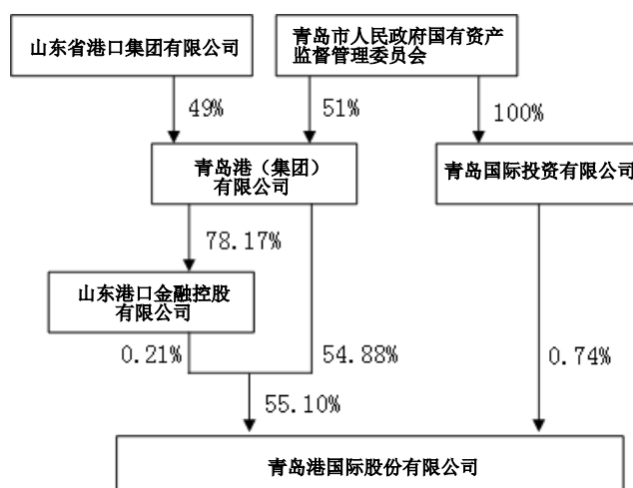 山东省港口集团有限公司
青岛市人民政府国有资产
监督管理委员会
49%
51%
100%
青岛港（集团）
有限公司
青岛国际投资有限公司
78.17%
山东港口金融控股
有限公司
0.21%
54.88%
0.74%
55.10%
青岛港国际股份有限公司